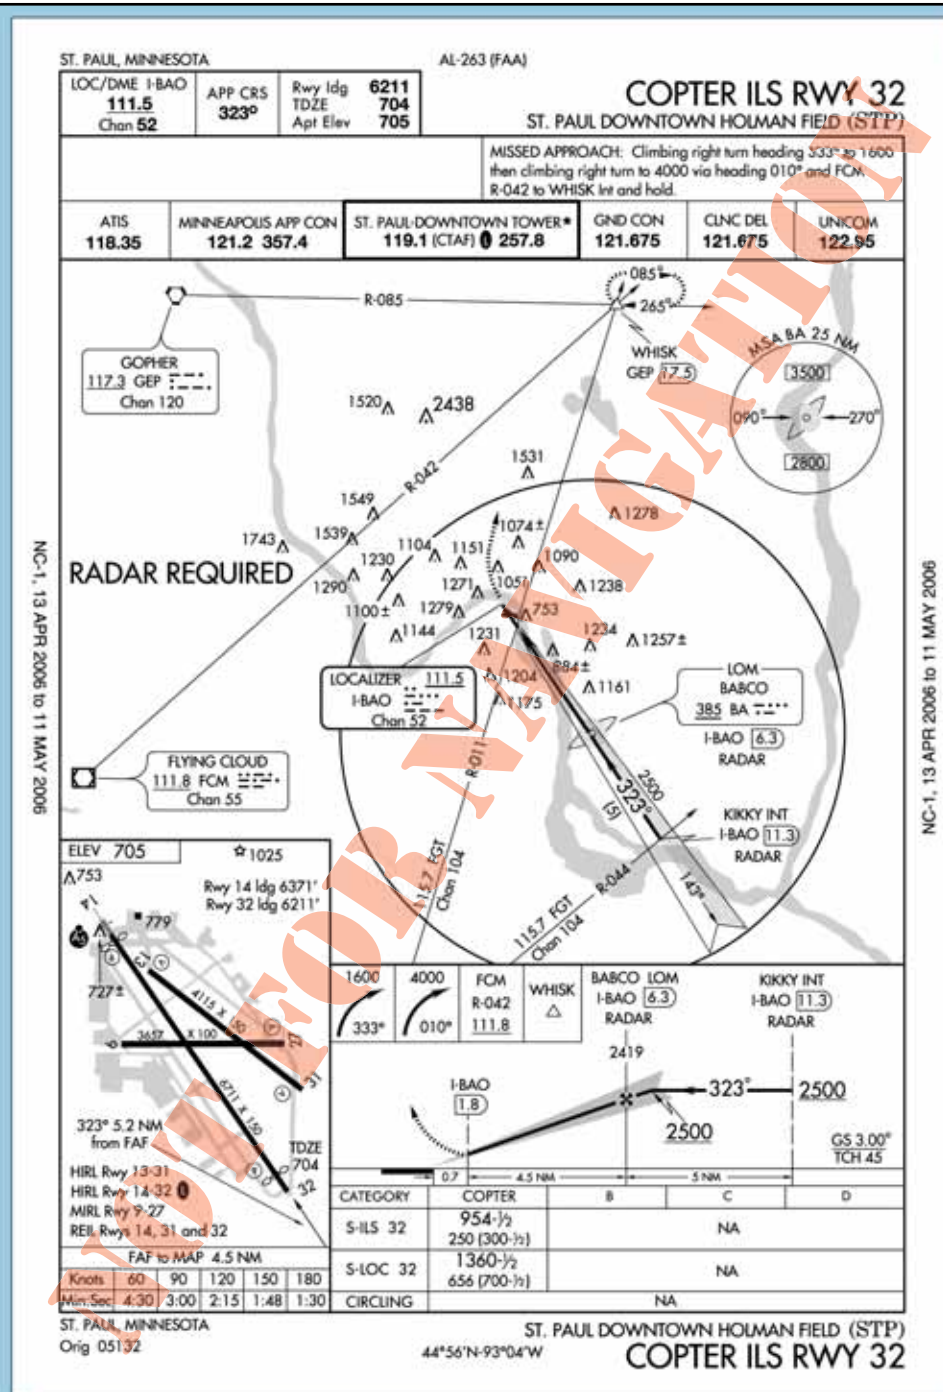 ST. PAUL, MINNESOTA
AL-263 (FAA)
LOC/DME I-BAO
111.5
Chan 52
APP CRS
323°
Rwy ldg 6211
TDZE 704
Apt Elev 705
COPTER ILS RWY 32
ST. PAUL DOWNTOWN HOLMAN FIELD (STP)
MISSED APPROACH: Climbing right turn heading 333° to 1600
then climbing right turn to 4000 via heading 010° and FCM
R-042 to WHISK Int and hold.
ATIS
118.35
MINNEAPOLIS APP CON
121.2 357.4
ST. PAUL DOWNTOWN TOWER*
119.1 (CTAF) L 257.8
GND CON
121.675
CLNC DEL
121.675
UNICOM
122.95
R-085
085°
265°
GOPHER
117.3 GEP
Chan 120
WHISK
GEP 17.5
MSA BA 25 NM
3500
090°
270°
2800
1520
2438
R-042
1531
1549
1278
1743
1539
1104
1151
1074±
1090
RADAR REQUIRED
1290
1230
1271
1051
1238
1100±
1279
753
1144
1231
1234
1257±
884±
LOCALIZER 111.5
I-BAO
Chan 52
1204
1175
1161
LOM
BABCO
385 BA
I-BAO 6.3
RADAR
R-011
FLYING CLOUD
111.8 FCM
Chan 55
2500
323°
(5)
KIKKY INT
I-BAO 11.3
RADAR
143°
115.7 FGT
Chan 104
R-044
115.7 FGT
Chan 104
NC-1, 13 APR 2006 to 11 MAY 2006
NC-1, 13 APR 2006 to 11 MAY 2006
NOT FOR NAVIGATION
ELEV 705
1025
753
Rwy 14 ldg 6371'
Rwy 32 ldg 6211'
14
779
13
727±
4115 X 150
9
3657 X 100
27
31
6711 X 150
323° 5.2 NM
from FAF
TDZE
704
32
HIRL Rwy 13-31
HIRL Rwy 14-32 L
MIRL Rwy 9-27
REIL Rwys 14, 31 and 32
FAF to MAP 4.5 NM
Knots 60 90 120 150 180
Min:Sec 4:30 3:00 2:15 1:48 1:30
1600
333°
4000
010°
FCM
R-042
111.8
WHISK
BABCO LOM
I-BAO 6.3
RADAR
KIKKY INT
I-BAO 11.3
RADAR
2419
I-BAO
1.8
323°
2500
2500
GS 3.00°
TCH 45
0.7
4.5 NM
5 NM
CATEGORY COPTER B C D
S-ILS 32 954-½ 250 (300-½) NA
S-LOC 32 1360-½ 656 (700-½) NA
CIRCLING NA
ST. PAUL, MINNESOTA
Orig 05132
44°56'N-93°04'W
ST. PAUL DOWNTOWN HOLMAN FIELD (STP)
COPTER ILS RWY 32